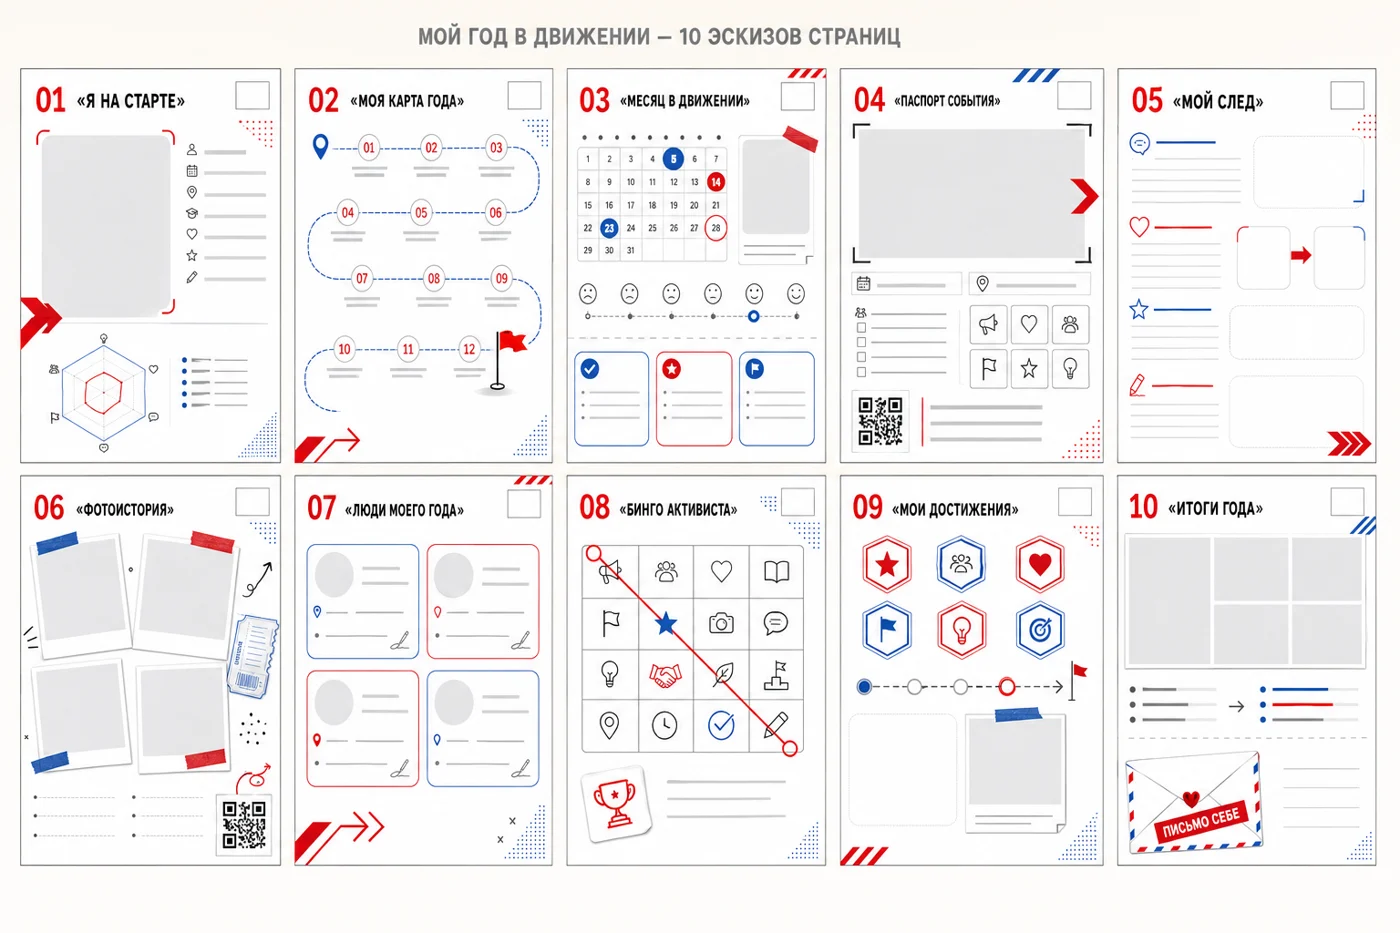 МОЙ ГОД В ДВИЖЕНИИ — 10 ЭСКИЗОВ СТРАНИЦ
01 «Я НА СТАРТЕ»
02 «МОЯ КАРТА ГОДА»
01 02 03
04 05 06
07 08 09
10 11 12
03 «МЕСЯЦ В ДВИЖЕНИИ»
1 2 3 4 5 6 7
8 9 10 11 12 13 14
15 16 17 18 19 20 21
22 23 24 25 26 27 28
29 30 31
04 «ПАСПОРТ СОБЫТИЯ»
05 «МОЙ СЛЕД»
06 «ФОТОИСТОРИЯ»
07 «ЛЮДИ МОЕГО ГОДА»
08 «БИНГО АКТИВИСТА»
09 «МОИ ДОСТИЖЕНИЯ»
10 «ИТОГИ ГОДА»
ПИСЬМО СЕБЕ